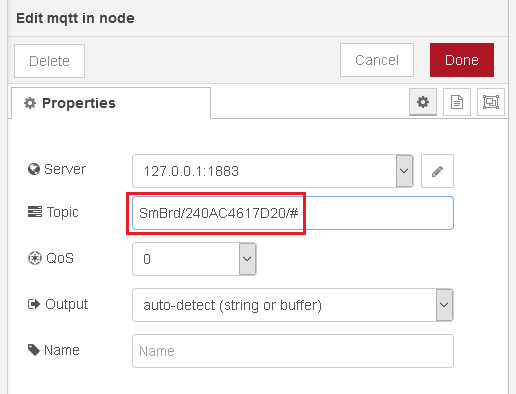 Edit mqtt in node
Delete
Cancel
Done
Properties
Server
127.0.0.1:1883
Topic
SmBrd/240AC4617D20/#
QoS
0
Output
auto-detect (string or buffer)
Name
Name